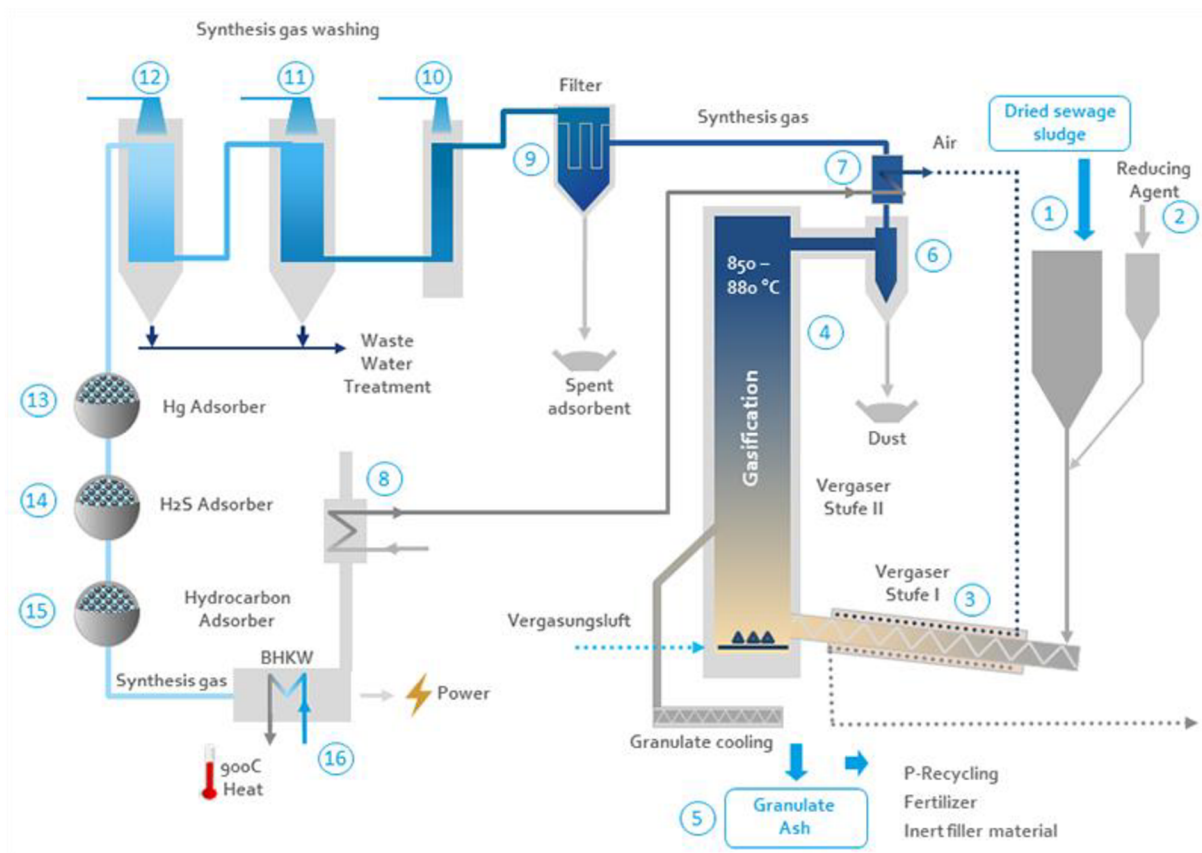 Synthesis gas washing
12
11
10
Filter
9
Synthesis gas
7
Air
Dried sewage
sludge
Reducing
Agent
1
2
6
850 –
880 °C
4
Gasification
Waste
Water
Treatment
Spent
adsorbent
Dust
13
Hg Adsorber
8
14
H2S Adsorber
Vergaser
Stufe II
15
Hydrocarbon
Adsorber
Vergaser
Stufe I
3
Vergasungsluft
BHKW
Synthesis gas
Power
16
900C
Heat
Granulate cooling
5
Granulate
Ash
P-Recycling
Fertilizer
Inert filler material